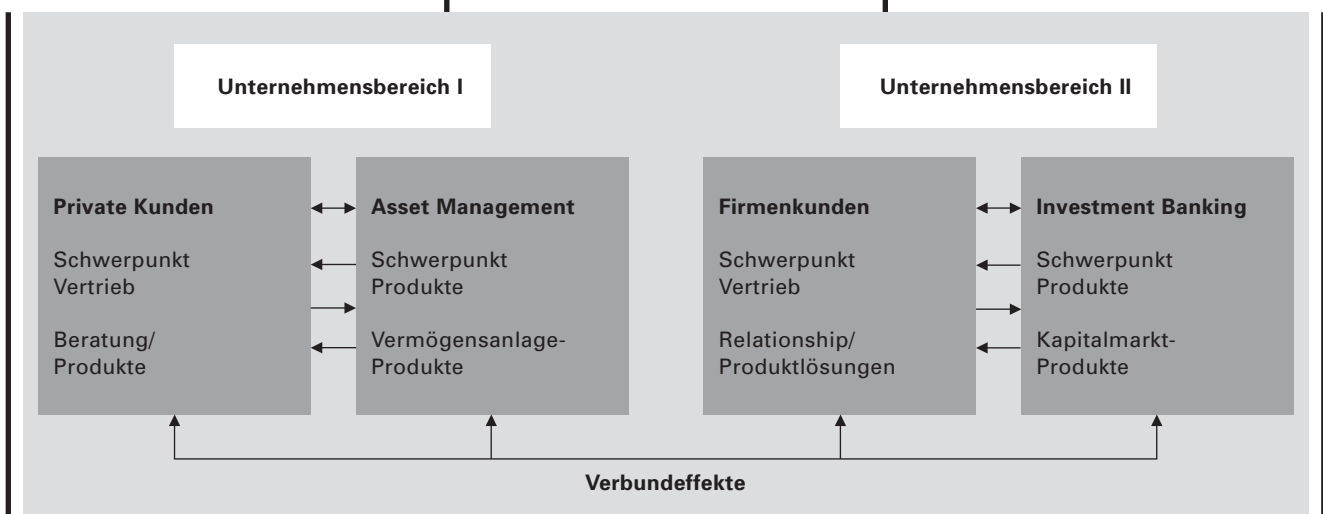 Unternehmensbereich I
Unternehmensbereich II
Private Kunden
Schwerpunkt
Vertrieb
Beratung/
Produkte
Asset Management
Schwerpunkt
Produkte
Vermögensanlage-
Produkte
Firmenkunden
Schwerpunkt
Vertrieb
Relationship/
Produktlösungen
Investment Banking
Schwerpunkt
Produkte
Kapitalmarkt-
Produkte
Verbundeffekte